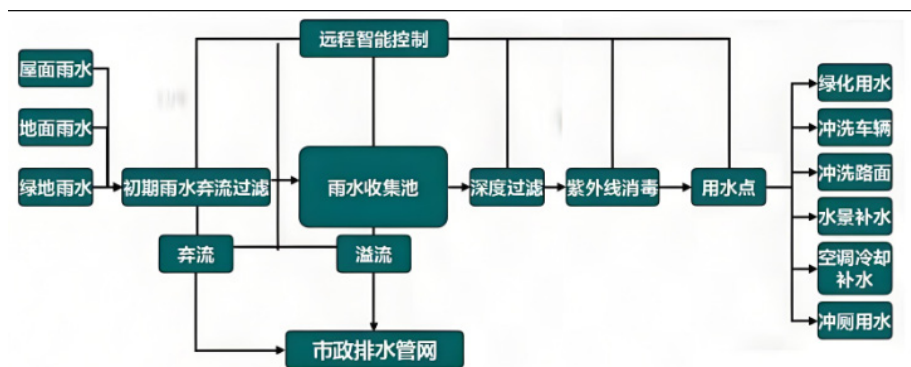 远程智能控制
屋面雨水
地面雨水
绿地雨水
初期雨水弃流过滤
雨水收集池
深度过滤
紫外线消毒
用水点
弃流
溢流
市政排水管网
绿化用水
冲洗车辆
冲洗路面
水景补水
空调冷却
补水
冲厕用水